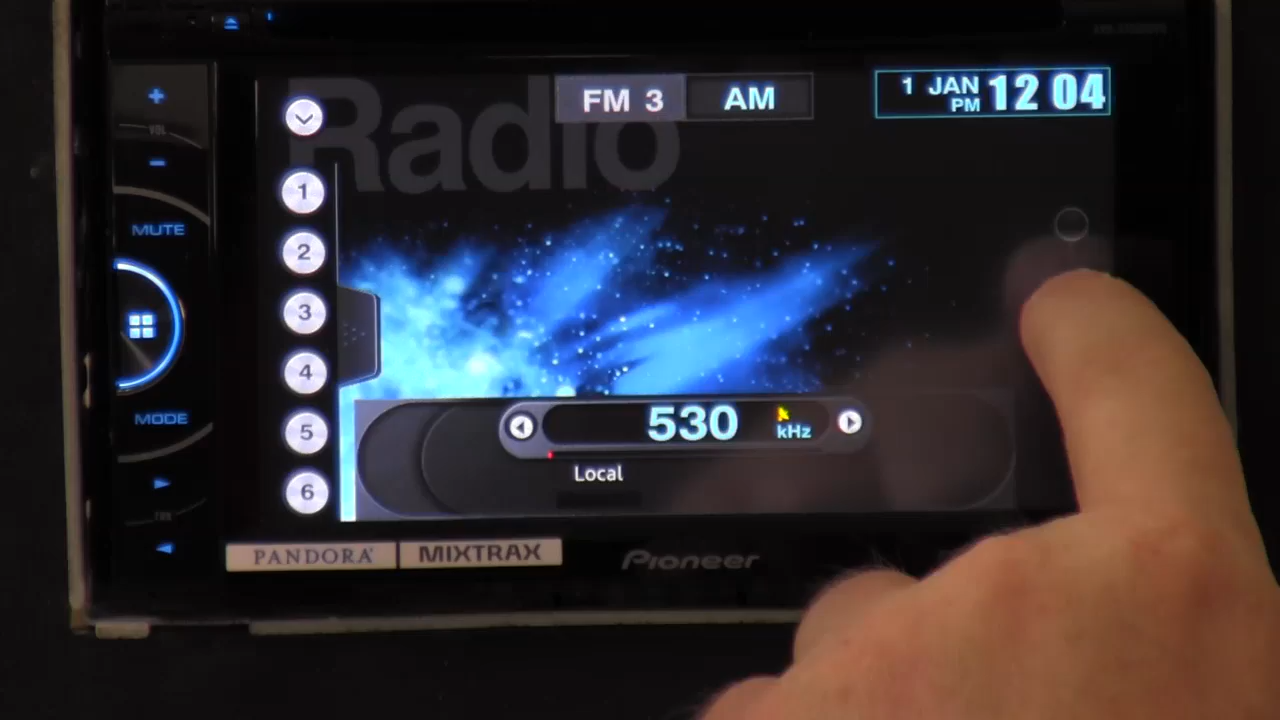 Radio
FM 3
AM
1 JAN
PM
12 04
VOL
MUTE
MODE
TRK
1
2
3
4
5
6
530
kHz
Local
PANDORA
MIXTRAX
Pioneer